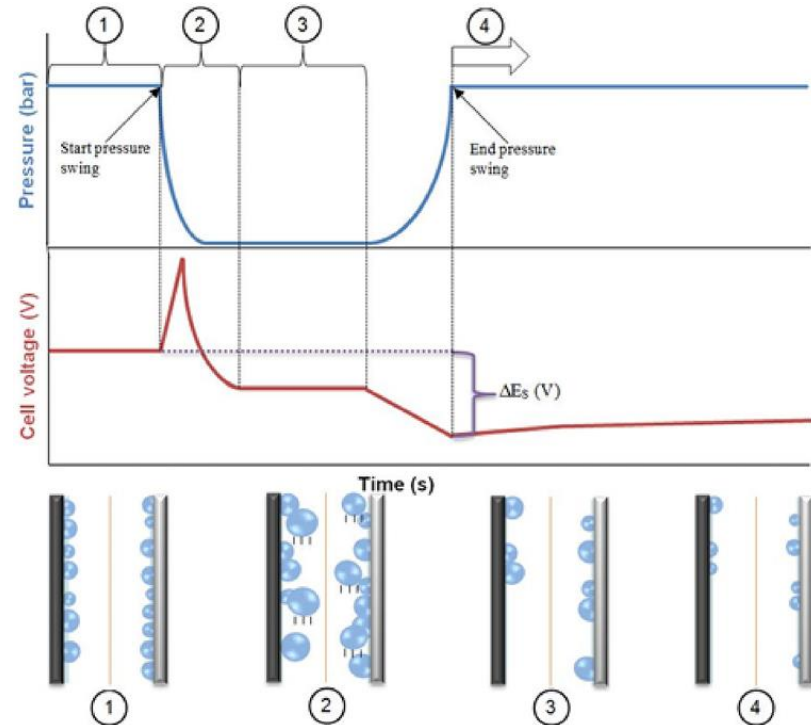 1
2
3
4
Pressure (bar)
Start pressure
swing
End pressure
swing
Cell voltage (V)
ΔEs (V)
Time (s)
1
2
3
4